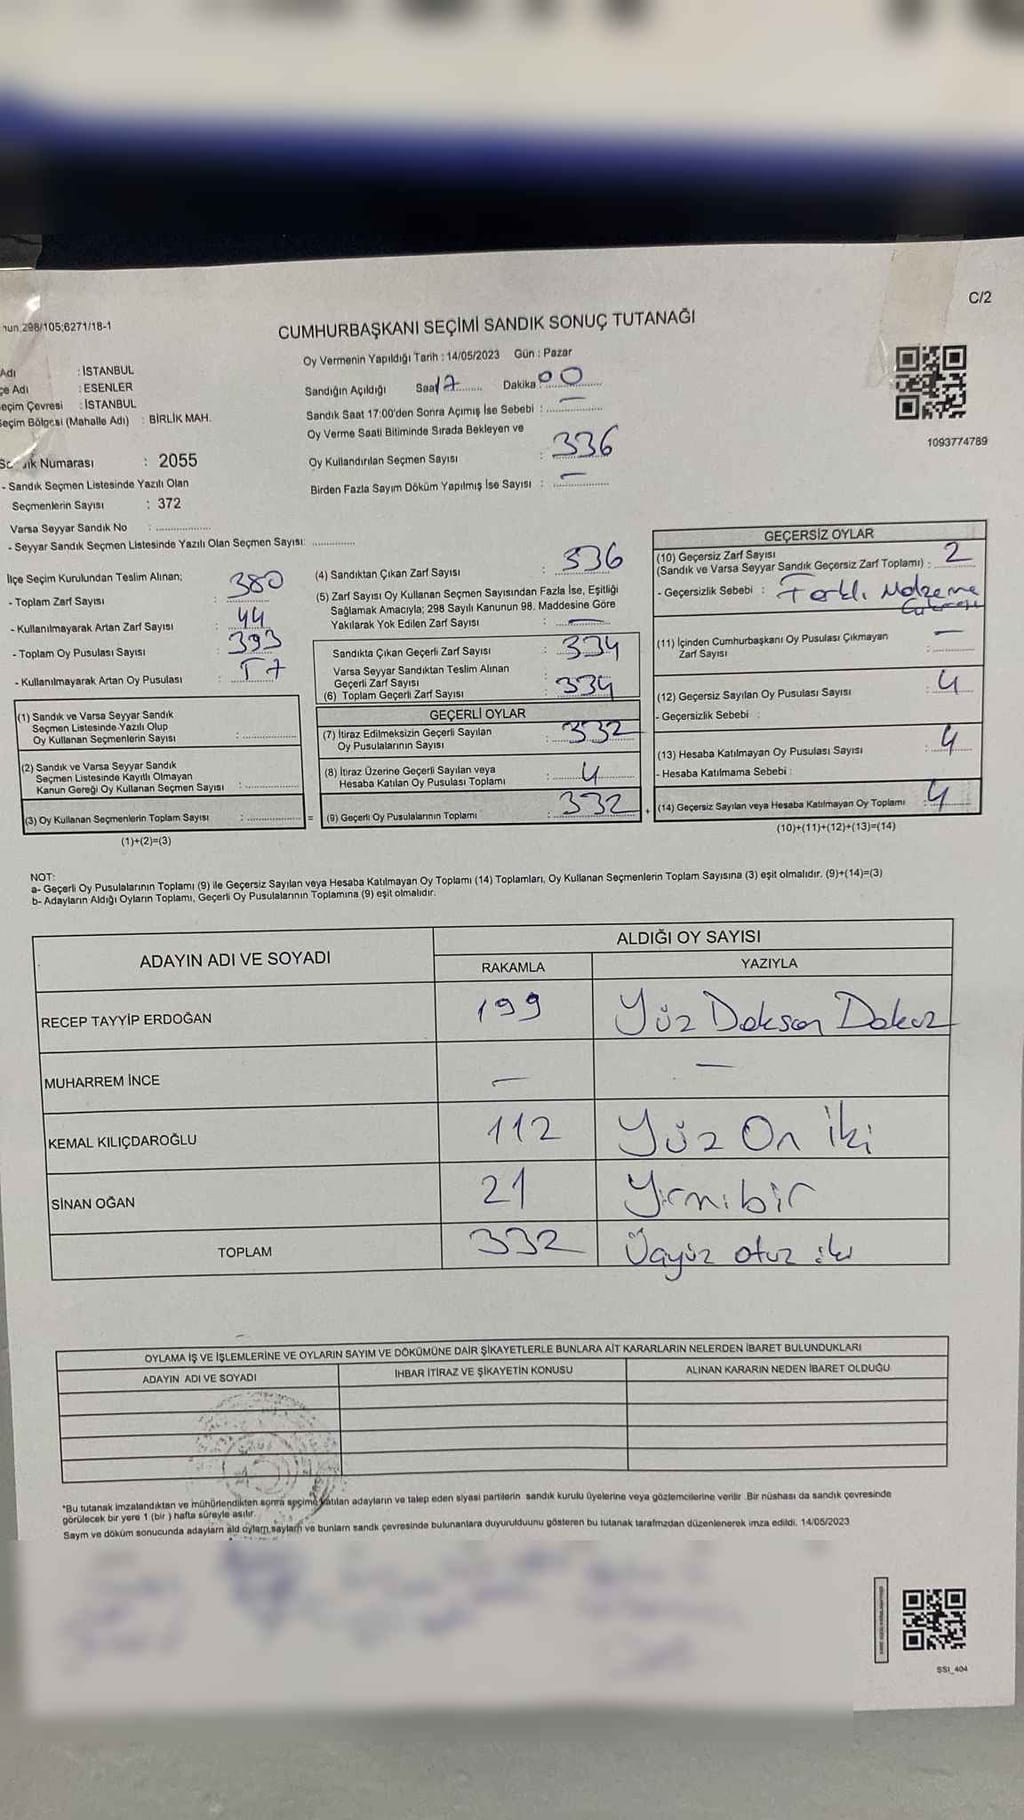 C/2
298/105;6271/18-1
CUMHURBAŞKANI SEÇİMİ SANDIK SONUÇ TUTANAĞI
Adı : İSTANBUL
çe Adı : ESENLER
eçim Çevresi : İSTANBUL
Seçim Bölgesi (Mahalle Adı) : BİRLİK MAH.
Oy Vermenin Yapıldığı Tarih : 14/05/2023 Gün : Pazar
Sandığın Açıldığı Saat 17 Dakika 00
Sandık Saat 17:00'den Sonra Açımış İse Sebebi : —
Oy Verme Saati Bitiminde Sırada Bekleyen ve
Oy Kullandırılan Seçmen Sayısı : 336
Birden Fazla Sayım Döküm Yapılmış İse Sayısı : —
1093774789
Numarası : 2055
- Sandık Seçmen Listesinde Yazılı Olan
Seçmenlerin Sayısı : 372
Varsa Seyyar Sandık No :
- Seyyar Sandık Seçmen Listesinde Yazılı Olan Seçmen Sayısı:
İlçe Seçim Kurulundan Teslim Alınan;
- Toplam Zarf Sayısı : 380
- Kullanılmayarak Artan Zarf Sayısı : 44
- Toplam Oy Pusulası Sayısı : 393
- Kullanılmayarak Artan Oy Pusulası :
(1) Sandık ve Varsa Seyyar Sandık
Seçmen Listesinde Yazılı Olup
Oy Kullanan Seçmenlerin Sayısı :
(2) Sandık ve Varsa Seyyar Sandık
Seçmen Listesinde Kayıtlı Olmayan
Kanun Gereği Oy Kullanan Seçmen Sayısı :
(3) Oy Kullanan Seçmenlerin Toplam Sayısı : =
(1)+(2)=(3)
(4) Sandıktan Çıkan Zarf Sayısı : 336
(5) Zarf Sayısı Oy Kullanan Seçmen Sayısından Fazla İse, Eşitliği
Sağlamak Amacıyla; 298 Sayılı Kanunun 98. Maddesine Göre
Yakılarak Yok Edilen Zarf Sayısı : —
Sandıkta Çıkan Geçerli Zarf Sayısı : 334
Varsa Seyyar Sandıktan Teslim Alınan
Geçerli Zarf Sayısı :
(6) Toplam Geçerli Zarf Sayısı : 334
GEÇERLİ OYLAR
(7) İtiraz Edilmeksizin Geçerli Sayılan
Oy Pusulalarının Sayısı : 332
(8) İtiraz Üzerine Geçerli Sayılan veya
Hesaba Katılan Oy Pusulası Toplamı : 4
(9) Geçerli Oy Pusulalarının Toplamı : 332 +
GEÇERSİZ OYLAR
(10) Geçersiz Zarf Sayısı
(Sandık ve Varsa Seyyar Sandık Geçersiz Zarf Toplamı) : 2
- Geçersizlik Sebebi : Farklı Malzeme
(11) İçinden Cumhurbaşkanı Oy Pusulası Çıkmayan
Zarf Sayısı : —
(12) Geçersiz Sayılan Oy Pusulası Sayısı : 4
- Geçersizlik Sebebi :
(13) Hesaba Katılmayan Oy Pusulası Sayısı : 4
- Hesaba Katılmama Sebebi :
(14) Geçersiz Sayılan veya Hesaba Katılmayan Oy Toplamı : 4
(10)+(11)+(12)+(13)=(14)
NOT:
a- Geçerli Oy Pusulalarının Toplamı (9) ile Geçersiz Sayılan veya Hesaba Katılmayan Oy Toplamı (14) Toplamları, Oy Kullanan Seçmenlerin Toplam Sayısına (3) eşit olmalıdır. (9)+(14)=(3)
b- Adayların Aldığı Oyların Toplamı, Geçerli Oy Pusulalarının Toplamına (9) eşit olmalıdır.
ADAYIN ADI VE SOYADI ALDIĞI OY SAYISI
RAKAMLA YAZIYLA
RECEP TAYYİP ERDOĞAN 199 Yüz Doksan Dokuz
MUHARREM İNCE — —
KEMAL KILIÇDAROĞLU 112 Yüz On iki
SİNAN OĞAN 21 Yirmibir
TOPLAM 332 Üçyüz otuz iki
OYLAMA İŞ VE İŞLEMLERİNE VE OYLARIN SAYIM VE DÖKÜMÜNE DAİR ŞİKAYETLERLE BUNLARA AİT KARARLARIN NELERDEN İBARET BULUNDUKLARI
ADAYIN ADI VE SOYADI İHBAR İTİRAZ VE ŞİKAYETİN KONUSU ALINAN KARARIN NEDEN İBARET OLDUĞU
*Bu tutanak imzalandıktan ve mühürlendikten sonra seçime katılan adayların ve talep eden siyasi partilerin sandık kurulu üyelerine veya gözlemcilerine verilir .Bir nüshası da sandık çevresinde
görülecek bir yere 1 (bir ) hafta süreyle asılır.
Sayım ve döküm sonucunda adayların ald oyların sayların ve bunların sandk çevresinde bulunanlara duyurulduunu gösteren bu tutanak tarafmzdan düzenlenerek imza edildi. 14/05/2023
SSI_404